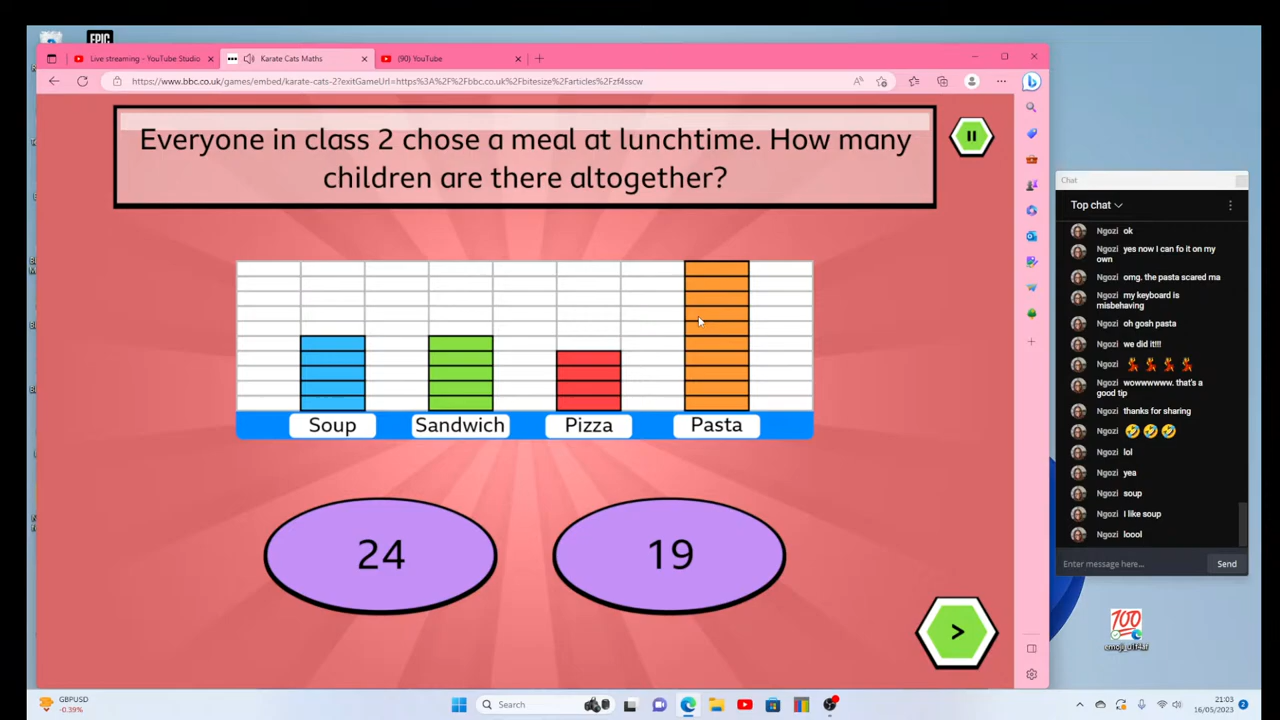 EPIC
Live streaming - YouTube Studio
Karate Cats Maths
(90) YouTube
https://www.bbc.co.uk/games/embed/karate-cats-2?exitGameUrl=https%3A%2F%2Fbbc.co.uk%2Fbitesize%2Farticles%2Fzf4sscw
Everyone in class 2 chose a meal at lunchtime. How many
children are there altogether?
Soup
Sandwich
Pizza
Pasta
24
19
>
Chat
Top chat
Ngozi ok
Ngozi yes now I can fo it on my
own
Ngozi omg. the pasta scared ma
Ngozi my keyboard is
misbehaving
Ngozi oh gosh pasta
Ngozi we did it!!!
Ngozi 💃 💃 💃 💃
Ngozi wowwwwww. that's a
good tip
Ngozi thanks for sharing
Ngozi 🤣 🤣 🤣
Ngozi lol
Ngozi yea
Ngozi soup
Ngozi I like soup
Ngozi loool
Enter message here...
Send
100
emoji_u1f4af
GBPUSD
-0.39%
Search
21:03
16/05/2023
2